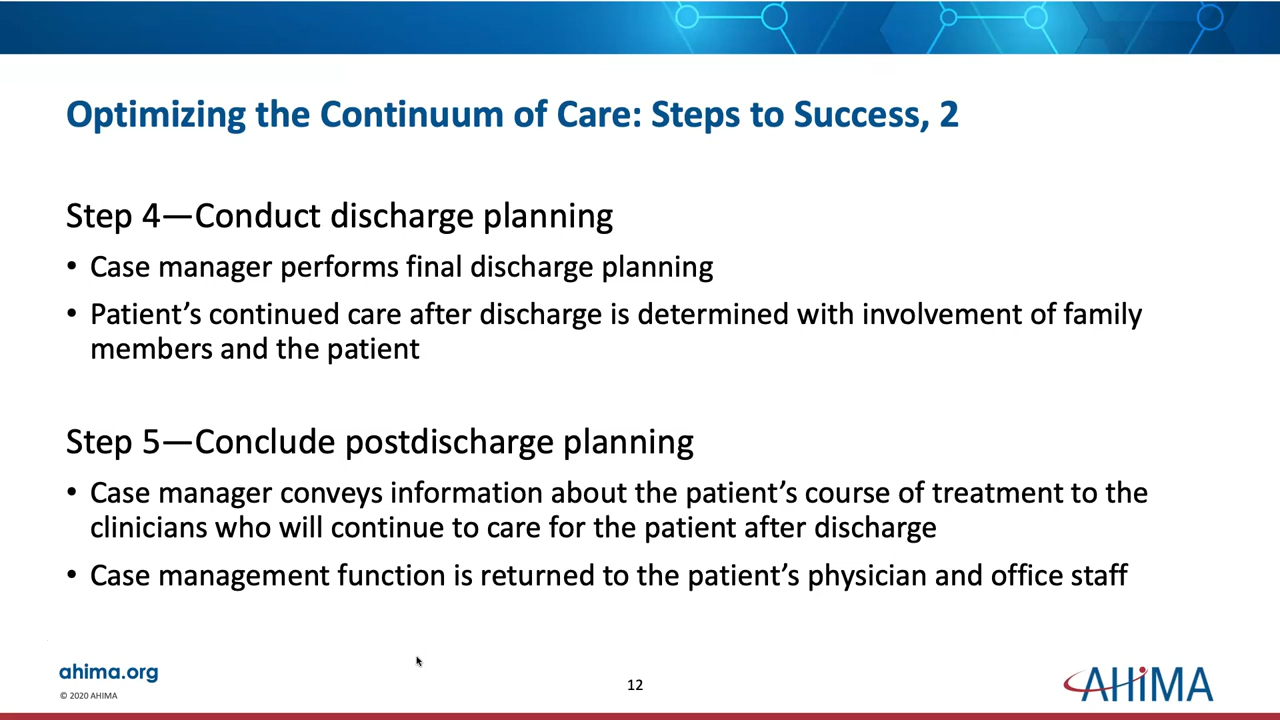 Optimizing the Continuum of Care: Steps to Success, 2
Step 4—Conduct discharge planning
• Case manager performs final discharge planning
• Patient’s continued care after discharge is determined with involvement of family
members and the patient
Step 5—Conclude postdischarge planning
• Case manager conveys information about the patient’s course of treatment to the
clinicians who will continue to care for the patient after discharge
• Case management function is returned to the patient’s physician and office staff
ahima.org
© 2020 AHIMA
12
AHiMA